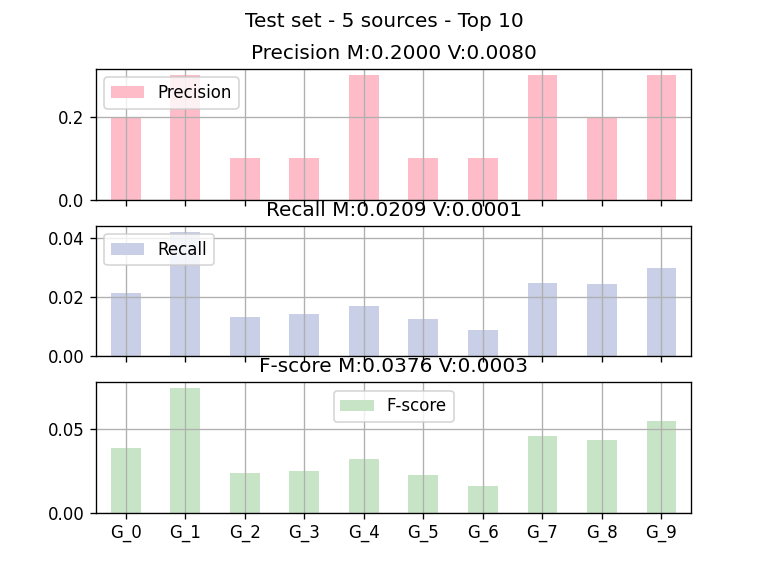 Test set - 5 sources - Top 10
Precision M:0.2000 V:0.0080
Precision
0.2
0.0
Recall M:0.0209 V:0.0001
0.04
Recall
0.02
0.00
F-score M:0.0376 V:0.0003
F-score
0.05
0.00
G_0 G_1 G_2 G_3 G_4 G_5 G_6 G_7 G_8 G_9